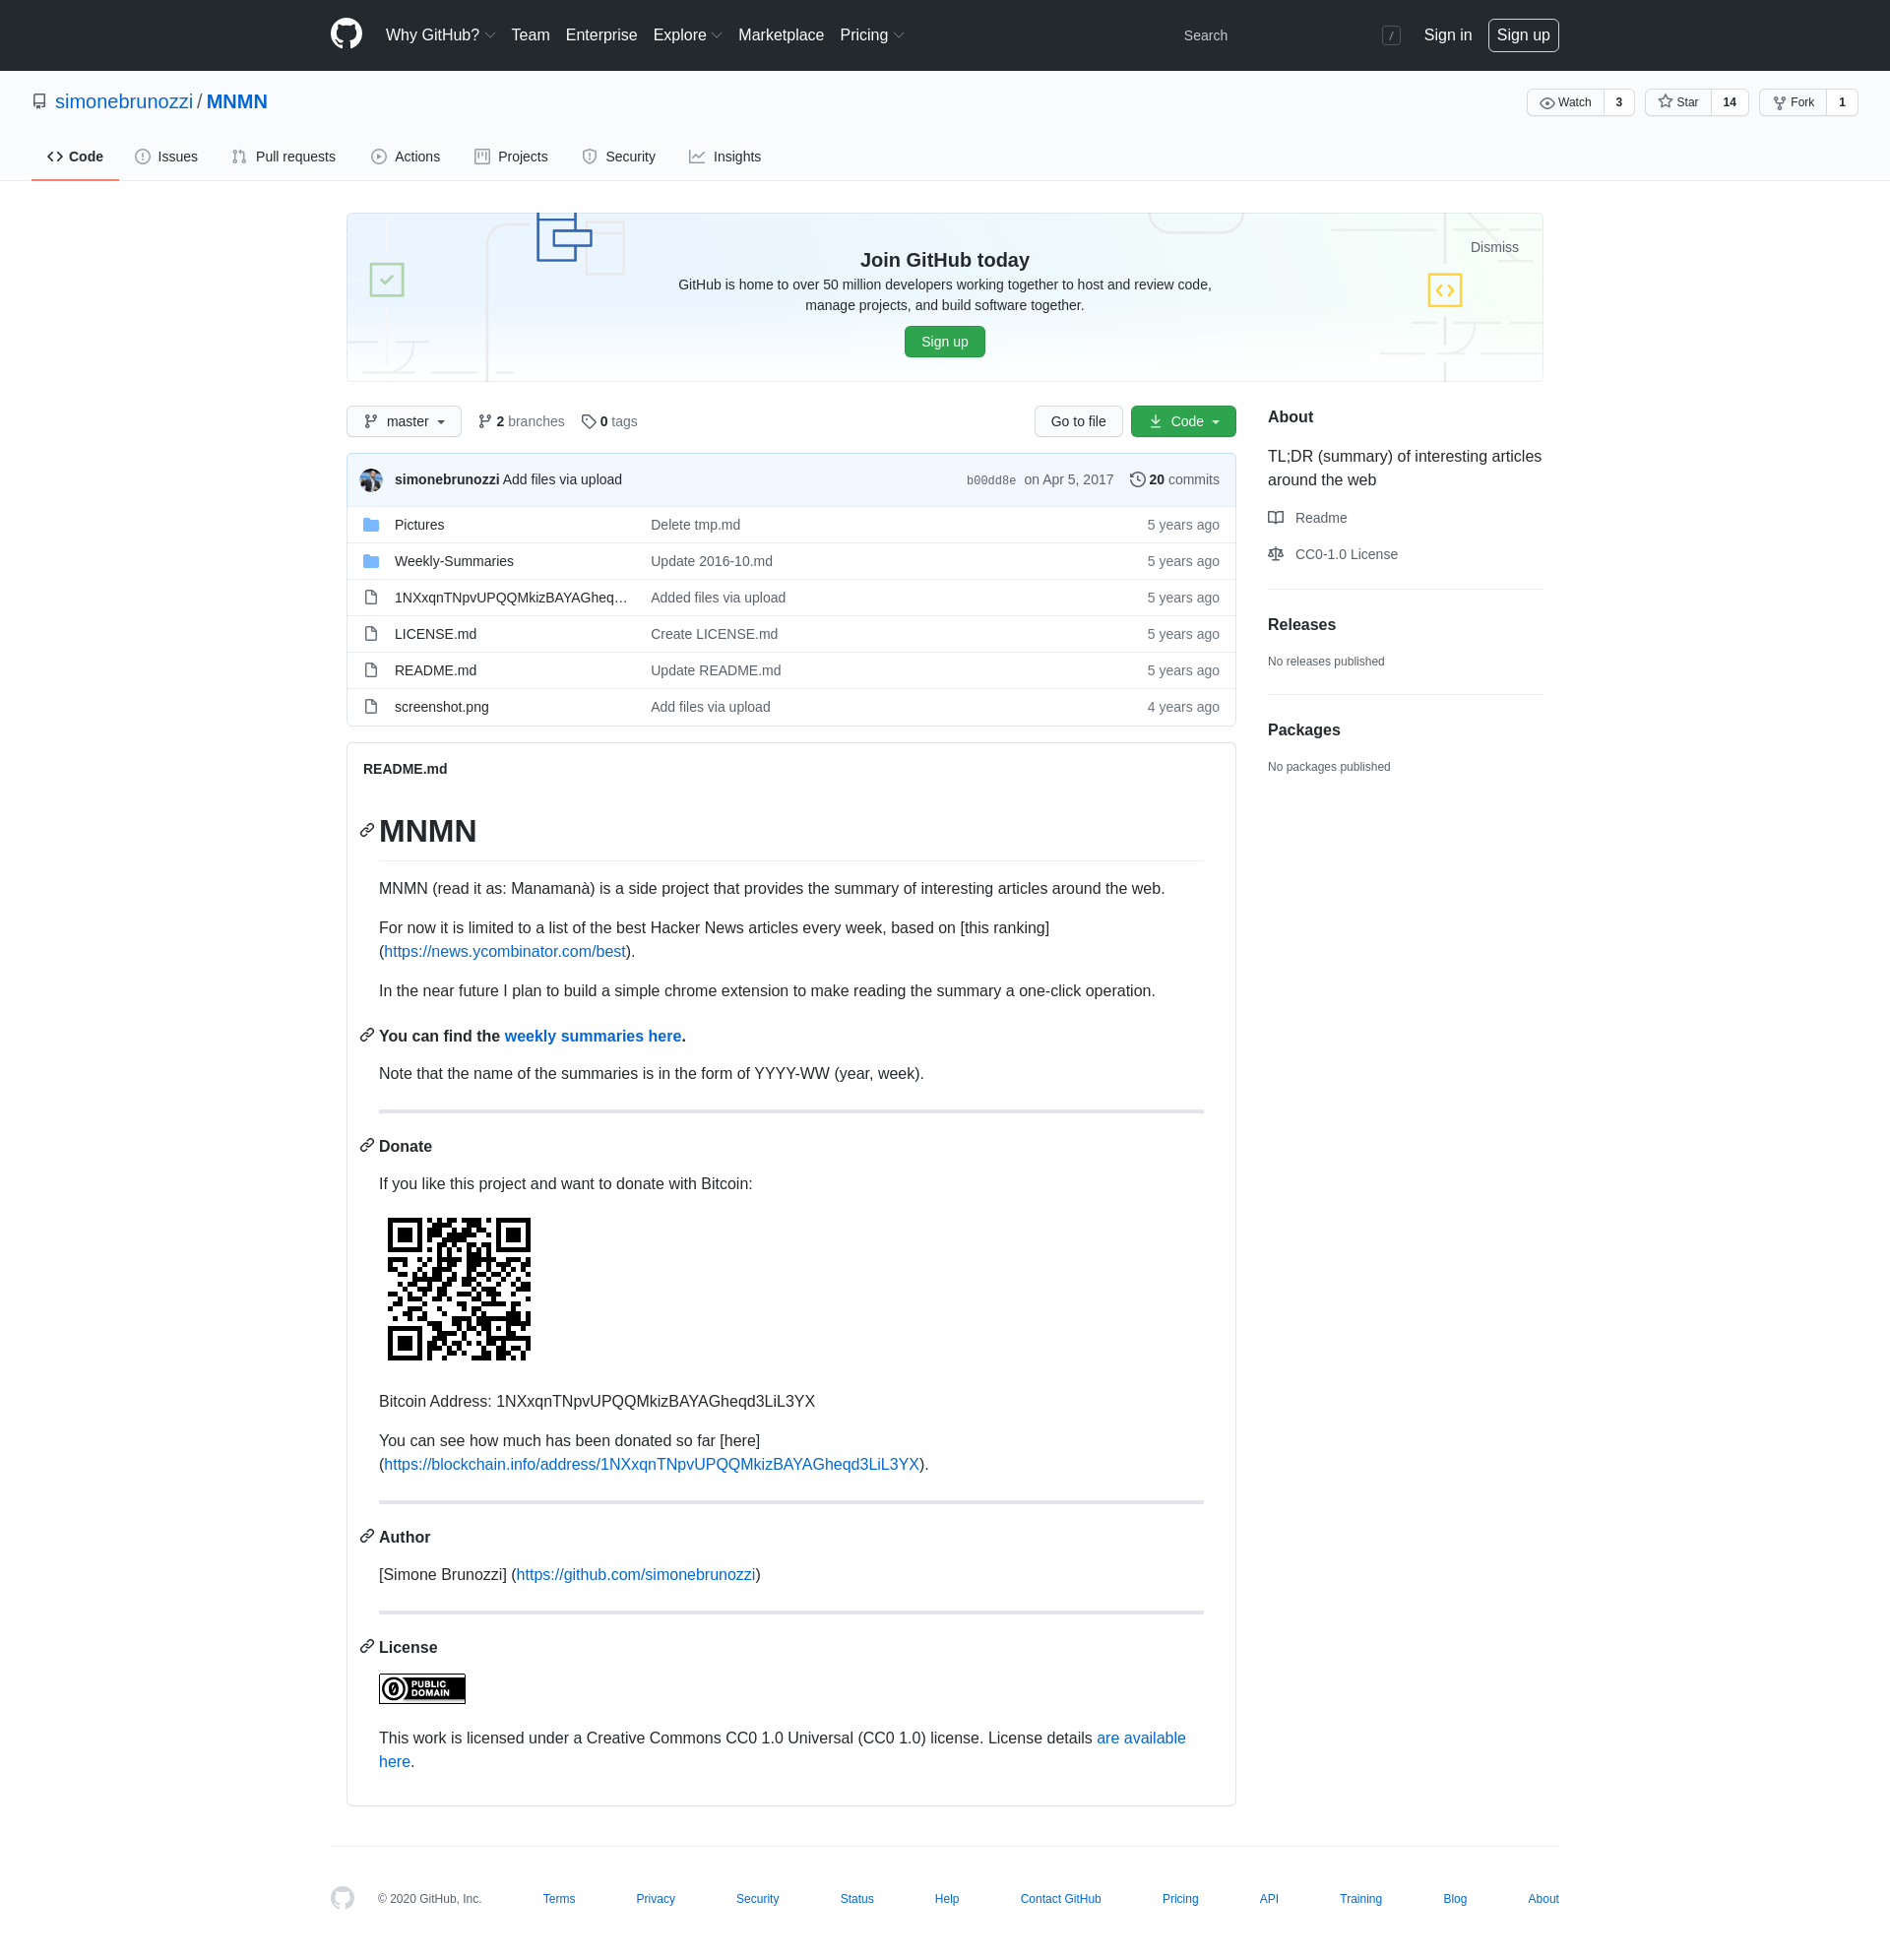 Why GitHub? Team Enterprise Explore Marketplace Pricing Search / Sign in Sign up
simonebrunozzi / MNMN Watch 3 Star 14 Fork 1
Code Issues Pull requests Actions Projects Security Insights
Dismiss
Join GitHub today
GitHub is home to over 50 million developers working together to host and review code,
manage projects, and build software together.
Sign up
master 2 branches 0 tags Go to file Code
simonebrunozzi Add files via upload b00dd8e on Apr 5, 2017 20 commits
Pictures Delete tmp.md 5 years ago
Weekly-Summaries Update 2016-10.md 5 years ago
1NXxqnTNpvUPQQMkizBAYAGheq… Added files via upload 5 years ago
LICENSE.md Create LICENSE.md 5 years ago
README.md Update README.md 5 years ago
screenshot.png Add files via upload 4 years ago
About
TL;DR (summary) of interesting articles
around the web
Readme
CC0-1.0 License
Releases
No releases published
Packages
No packages published
README.md
MNMN
MNMN (read it as: Manamanà) is a side project that provides the summary of interesting articles around the web.
For now it is limited to a list of the best Hacker News articles every week, based on [this ranking]
(https://news.ycombinator.com/best).
In the near future I plan to build a simple chrome extension to make reading the summary a one-click operation.
You can find the weekly summaries here.
Note that the name of the summaries is in the form of YYYY-WW (year, week).
Donate
If you like this project and want to donate with Bitcoin:
Bitcoin Address: 1NXxqnTNpvUPQQMkizBAYAGheqd3LiL3YX
You can see how much has been donated so far [here]
(https://blockchain.info/address/1NXxqnTNpvUPQQMkizBAYAGheqd3LiL3YX).
Author
[Simone Brunozzi] (https://github.com/simonebrunozzi)
License
PUBLIC
DOMAIN
This work is licensed under a Creative Commons CC0 1.0 Universal (CC0 1.0) license. License details are available
here.
© 2020 GitHub, Inc. Terms Privacy Security Status Help Contact GitHub Pricing API Training Blog About